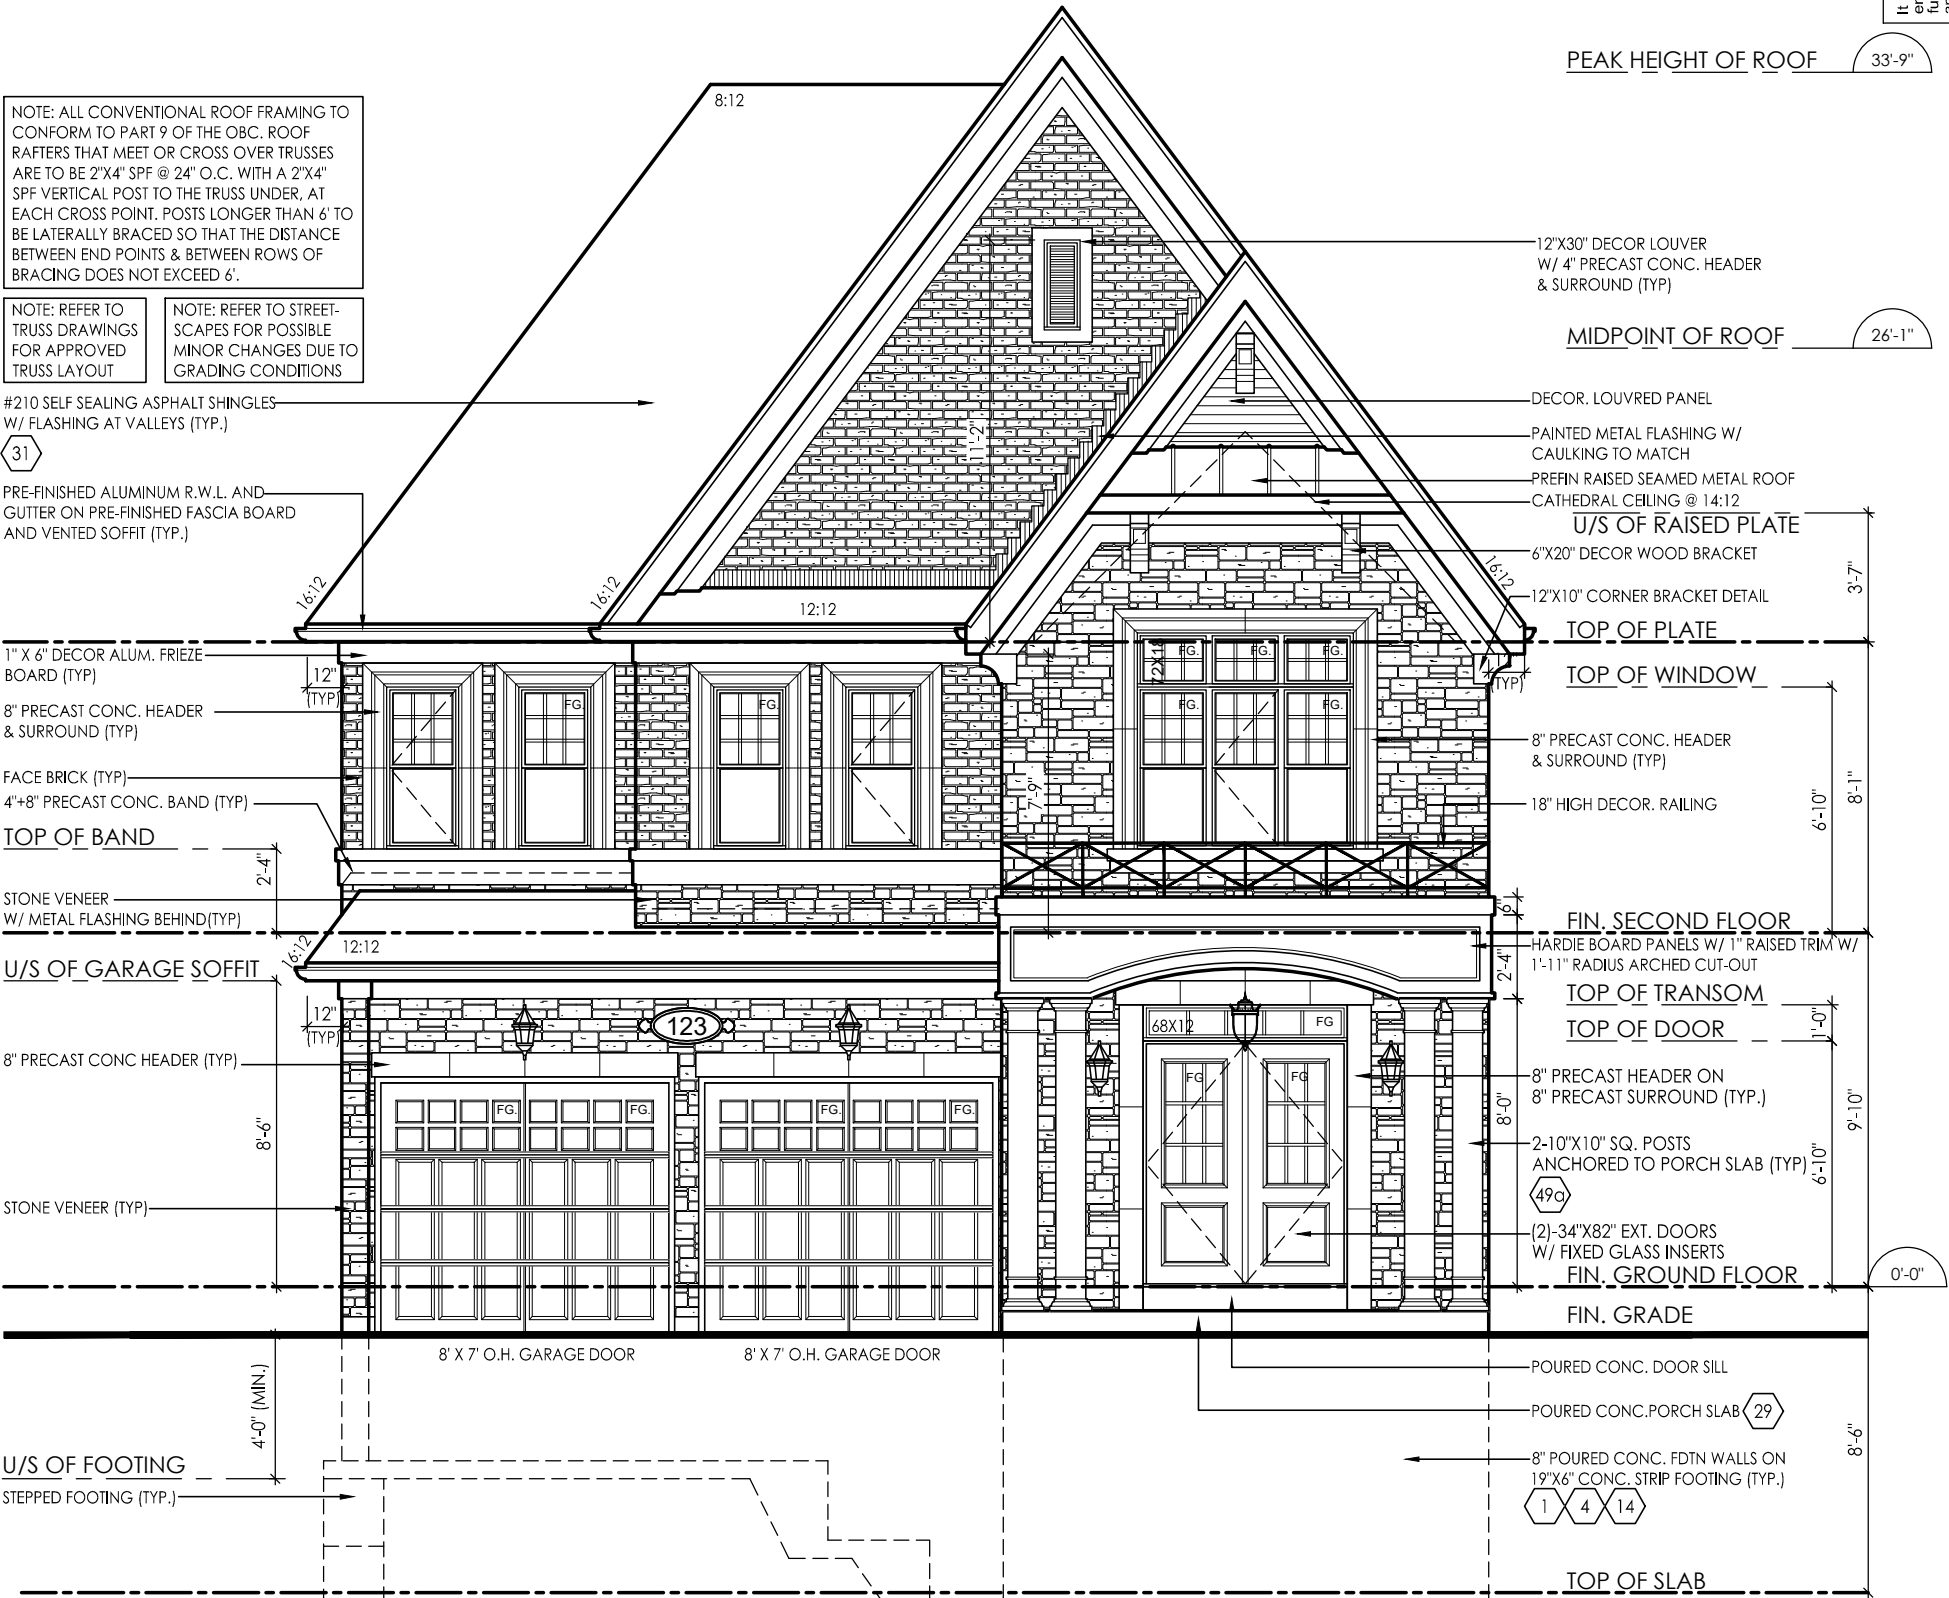 PEAK HEIGHT OF ROOF
33'-9"
NOTE: ALL CONVENTIONAL ROOF FRAMING TO
CONFORM TO PART 9 OF THE OBC. ROOF
RAFTERS THAT MEET OR CROSS OVER TRUSSES
ARE TO BE 2"X4" SPF @ 24" O.C. WITH A 2"X4"
SPF VERTICAL POST TO THE TRUSS UNDER, AT
EACH CROSS POINT. POSTS LONGER THAN 6' TO
BE LATERALLY BRACED SO THAT THE DISTANCE
BETWEEN END POINTS & BETWEEN ROWS OF
BRACING DOES NOT EXCEED 6'.
NOTE: REFER TO
TRUSS DRAWINGS
FOR APPROVED
TRUSS LAYOUT
NOTE: REFER TO STREET-
SCAPES FOR POSSIBLE
MINOR CHANGES DUE TO
GRADING CONDITIONS
#210 SELF SEALING ASPHALT SHINGLES
W/ FLASHING AT VALLEYS (TYP.)
31
PRE-FINISHED ALUMINUM R.W.L. AND
GUTTER ON PRE-FINISHED FASCIA BOARD
AND VENTED SOFFIT (TYP.)
1" X 6" DECOR ALUM. FRIEZE
BOARD (TYP)
8" PRECAST CONC. HEADER
& SURROUND (TYP)
FACE BRICK (TYP)
4"+8" PRECAST CONC. BAND (TYP)
TOP OF BAND
2'-4"
STONE VENEER
W/ METAL FLASHING BEHIND(TYP)
U/S OF GARAGE SOFFIT
8" PRECAST CONC HEADER (TYP)
8'-6"
STONE VENEER (TYP)
4'-0" (MIN.)
U/S OF FOOTING
STEPPED FOOTING (TYP.)
8:12
16:12
16:12
12:12
16:12
11'-2"
12"
(TYP)
FG.
FG.
72X18
FG.
FG.
FG.
FG.
(TYP)
7'-9"
16:12
12:12
12"
(TYP)
123
68X12
FG
FG
FG
FG.
FG.
FG.
FG.
8' X 7' O.H. GARAGE DOOR
8' X 7' O.H. GARAGE DOOR
12"X30" DECOR LOUVER
W/ 4" PRECAST CONC. HEADER
& SURROUND (TYP)
MIDPOINT OF ROOF
26'-1"
DECOR. LOUVRED PANEL
PAINTED METAL FLASHING W/
CAULKING TO MATCH
PREFIN RAISED SEAMED METAL ROOF
CATHEDRAL CEILING @ 14:12
U/S OF RAISED PLATE
6"X20" DECOR WOOD BRACKET
3'-7"
12"X10" CORNER BRACKET DETAIL
TOP OF PLATE
TOP OF WINDOW
8" PRECAST CONC. HEADER
& SURROUND (TYP)
18" HIGH DECOR. RAILING
6'-10"
8'-1"
6"
FIN. SECOND FLOOR
HARDIE BOARD PANELS W/ 1" RAISED TRIM W/
1'-11" RADIUS ARCHED CUT-OUT
2'-4"
TOP OF TRANSOM
TOP OF DOOR
1'-0"
8" PRECAST HEADER ON
8" PRECAST SURROUND (TYP.)
8'-0"
9'-10"
2-10"X10" SQ. POSTS
ANCHORED TO PORCH SLAB (TYP)
49a
6'-10"
(2)-34"X82" EXT. DOORS
W/ FIXED GLASS INSERTS
FIN. GROUND FLOOR
0'-0"
FIN. GRADE
POURED CONC. DOOR SILL
POURED CONC.PORCH SLAB
29
8'-6"
8" POURED CONC. FDTN WALLS ON
19"X6" CONC. STRIP FOOTING (TYP.)
1 4 14
TOP OF SLAB